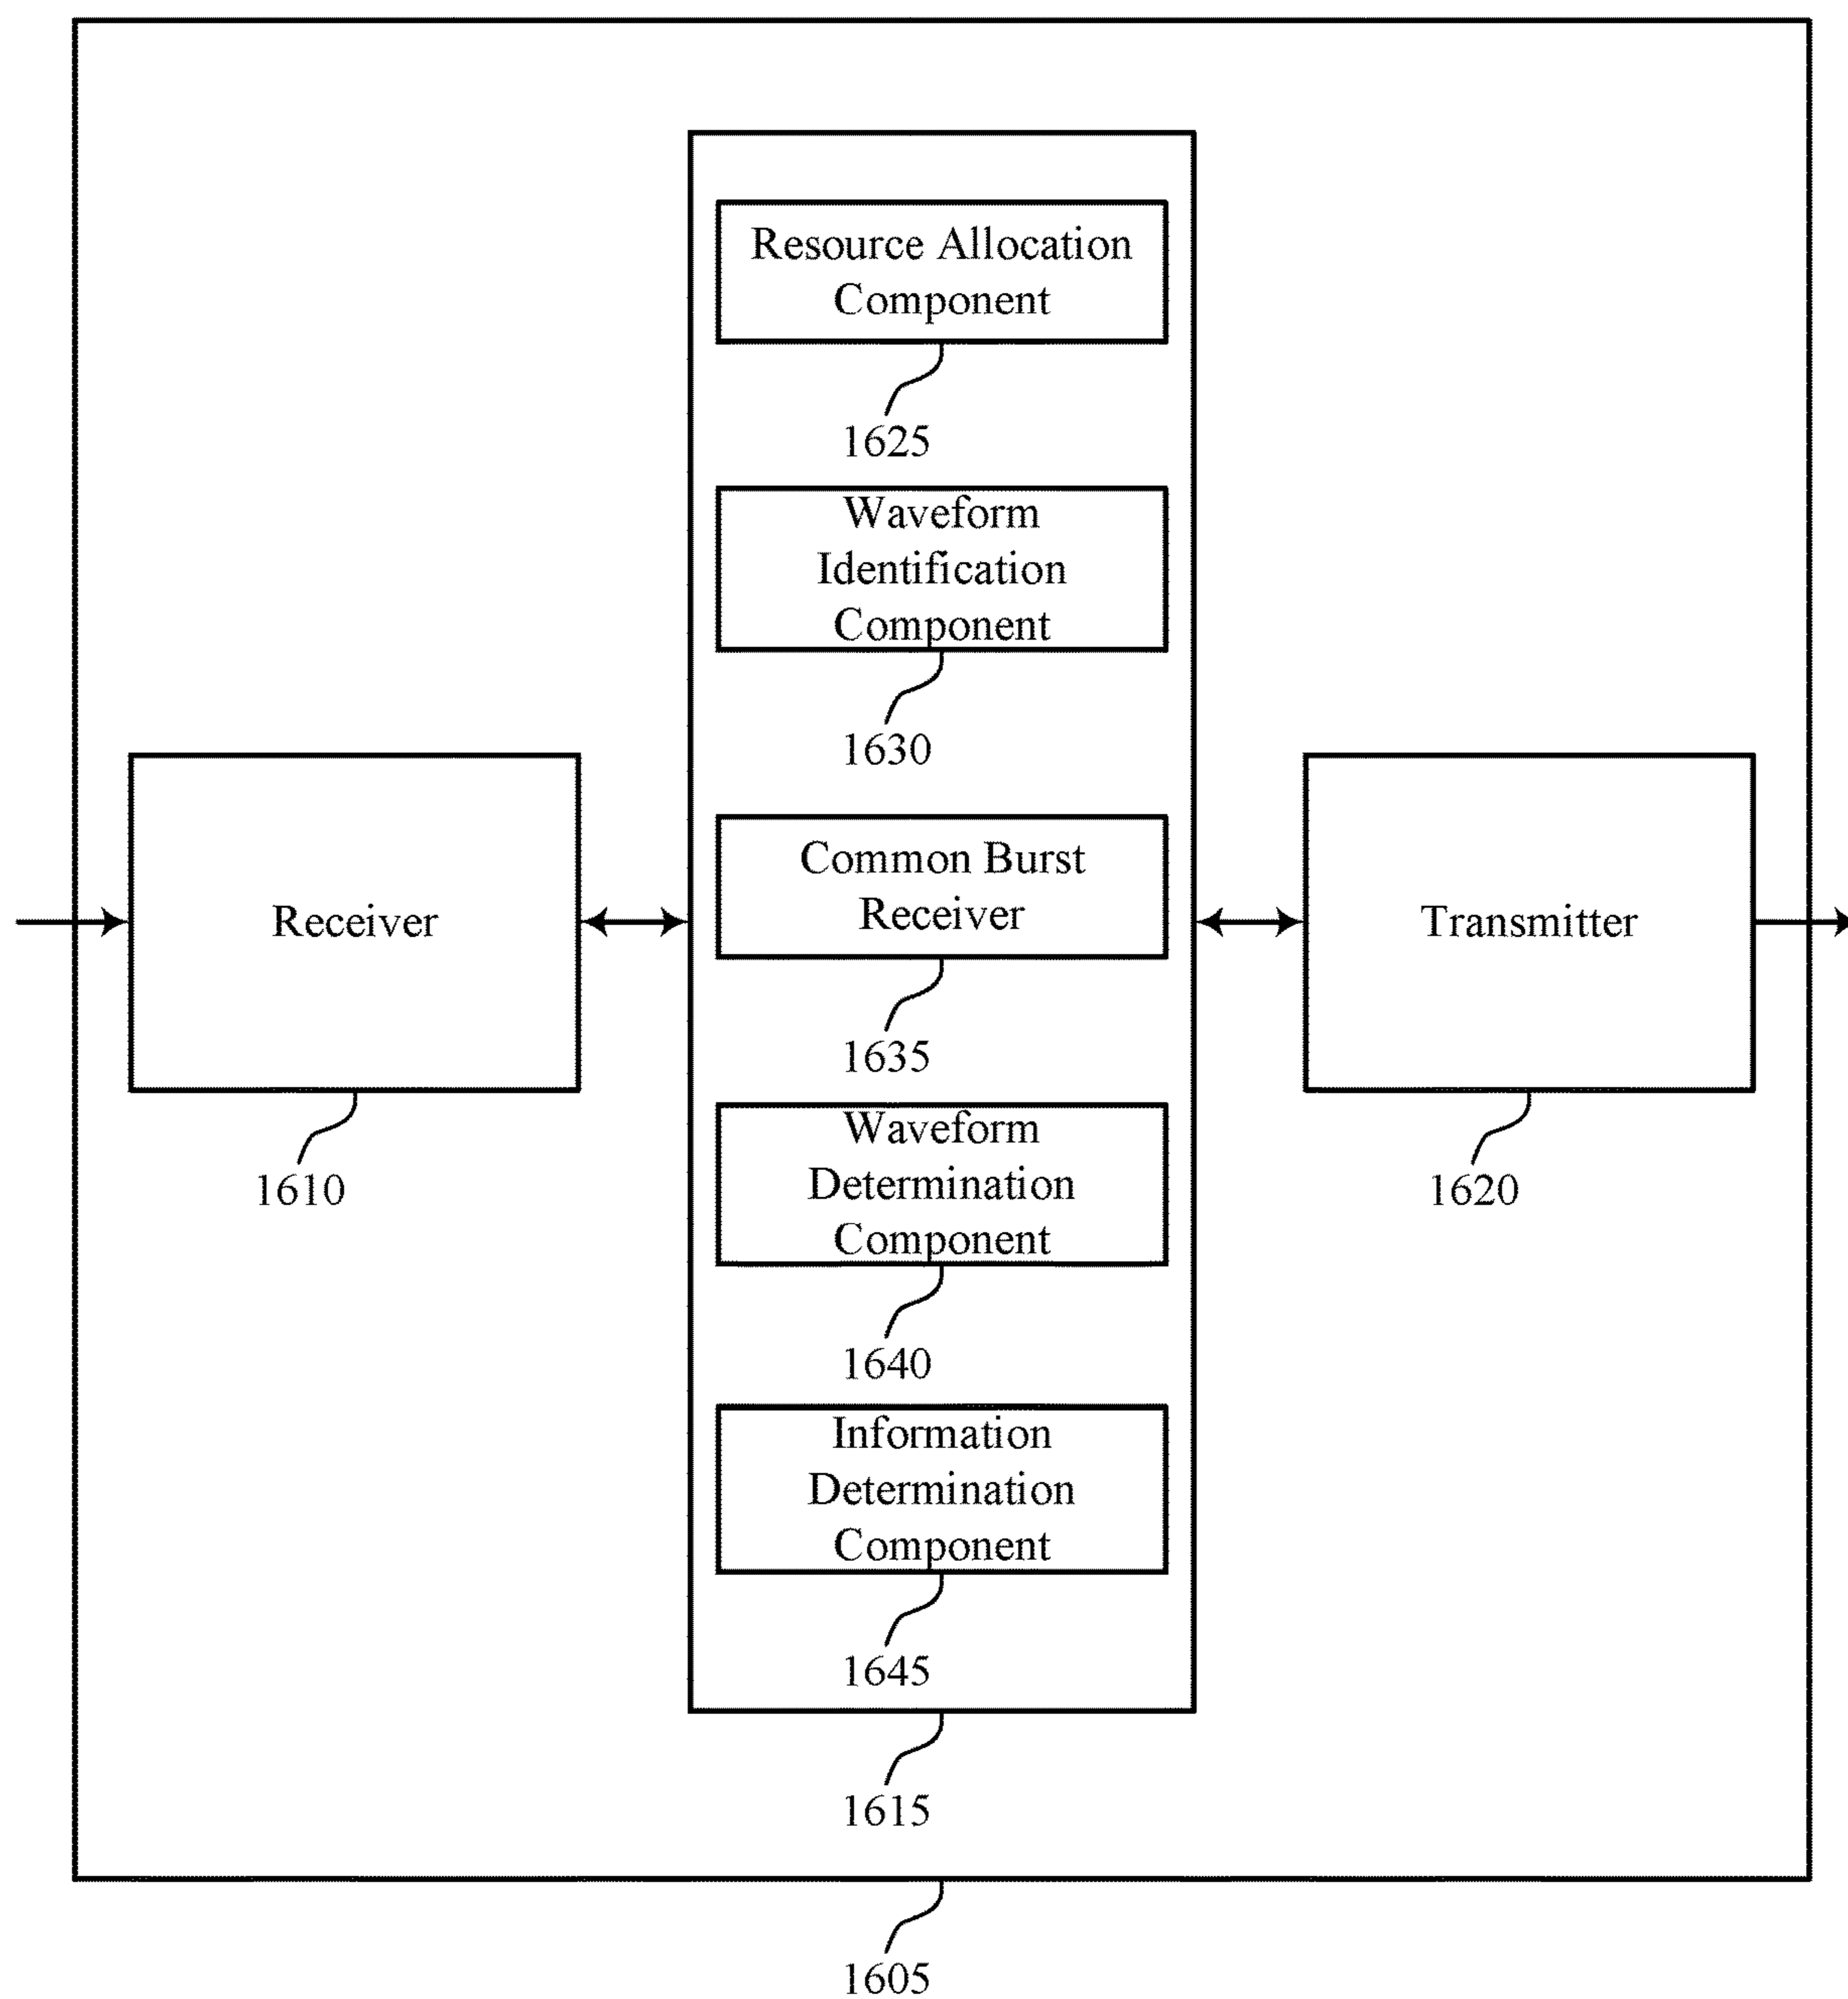 Resource Allocation
Component
1625
Waveform
Identification
Component
1630
Common Burst
Receiver
1635
Receiver
1610
Transmitter
1620
Waveform
Determination
Component
1640
Information
Determination
Component
1645
1615
1605